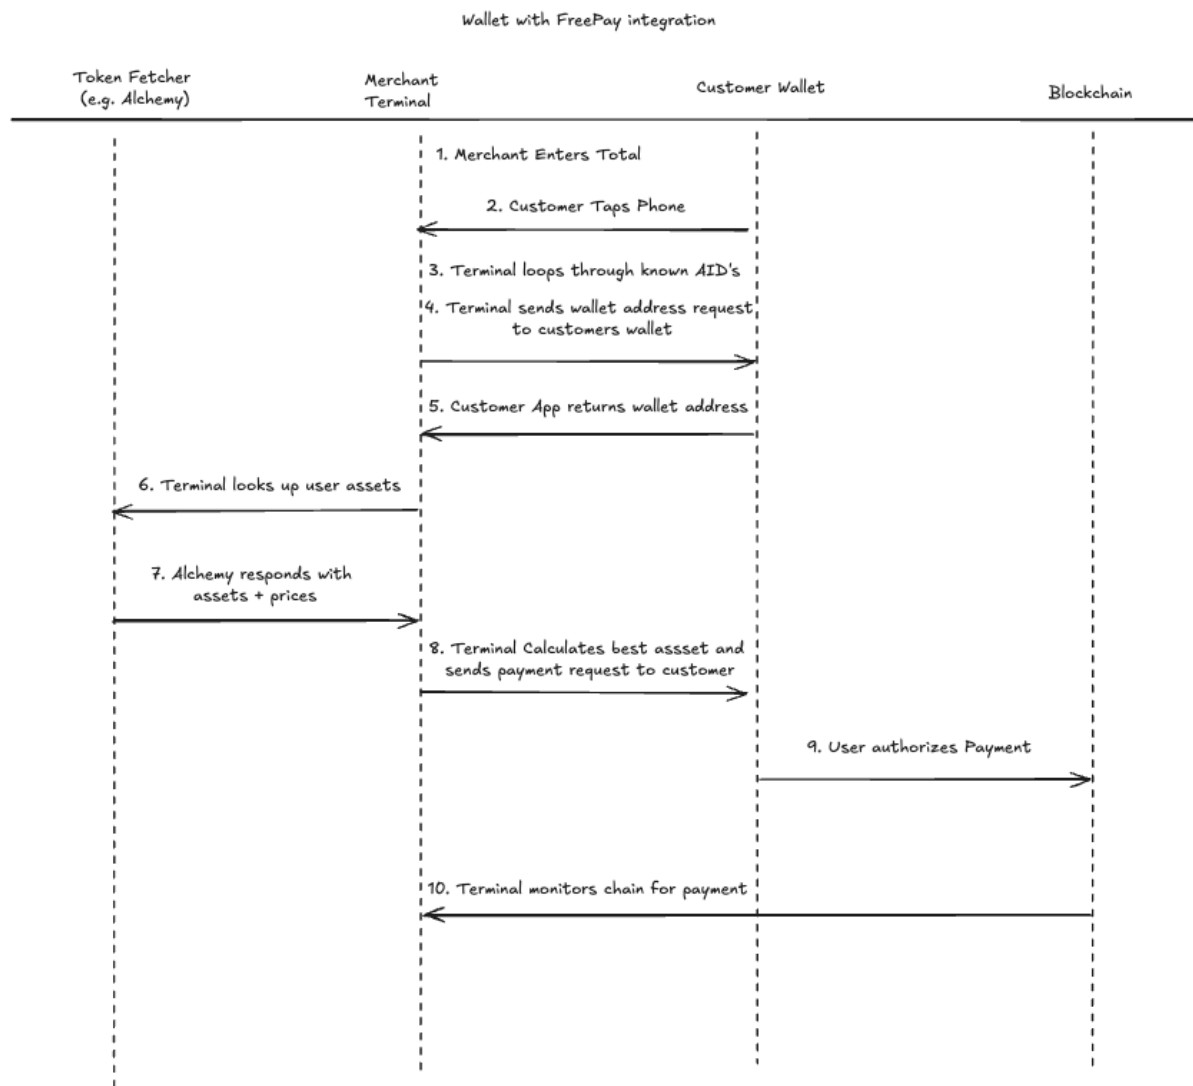 Wallet with FreePay integration
Token Fetcher
(e.g. Alchemy)
Merchant
Terminal
Customer Wallet
Blockchain
1. Merchant Enters Total
2. Customer Taps Phone
3. Terminal loops through known AID's
4. Terminal sends wallet address request
to customers wallet
5. Customer App returns wallet address
6. Terminal looks up user assets
7. Alchemy responds with
assets + prices
8. Terminal Calculates best assset and
sends payment request to customer
9. User authorizes Payment
10. Terminal monitors chain for payment